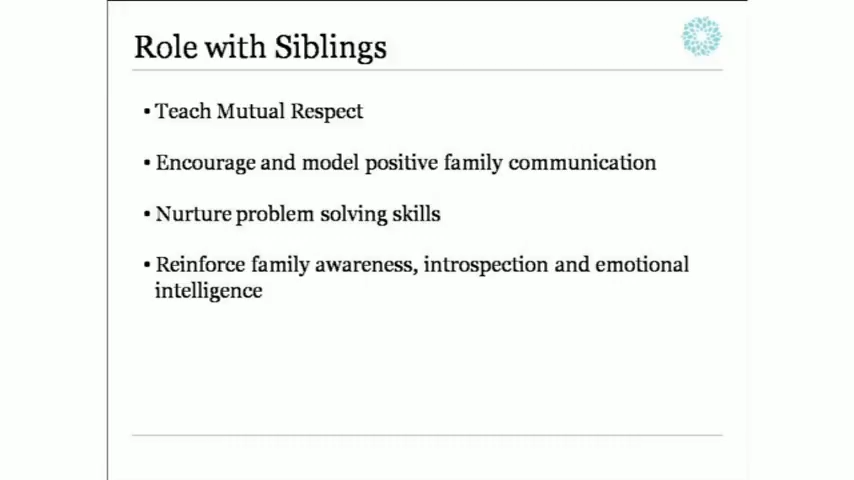 Role with Siblings
▪ Teach Mutual Respect
▪ Encourage and model positive family communication
▪ Nurture problem solving skills
▪ Reinforce family awareness, introspection and emotional
intelligence